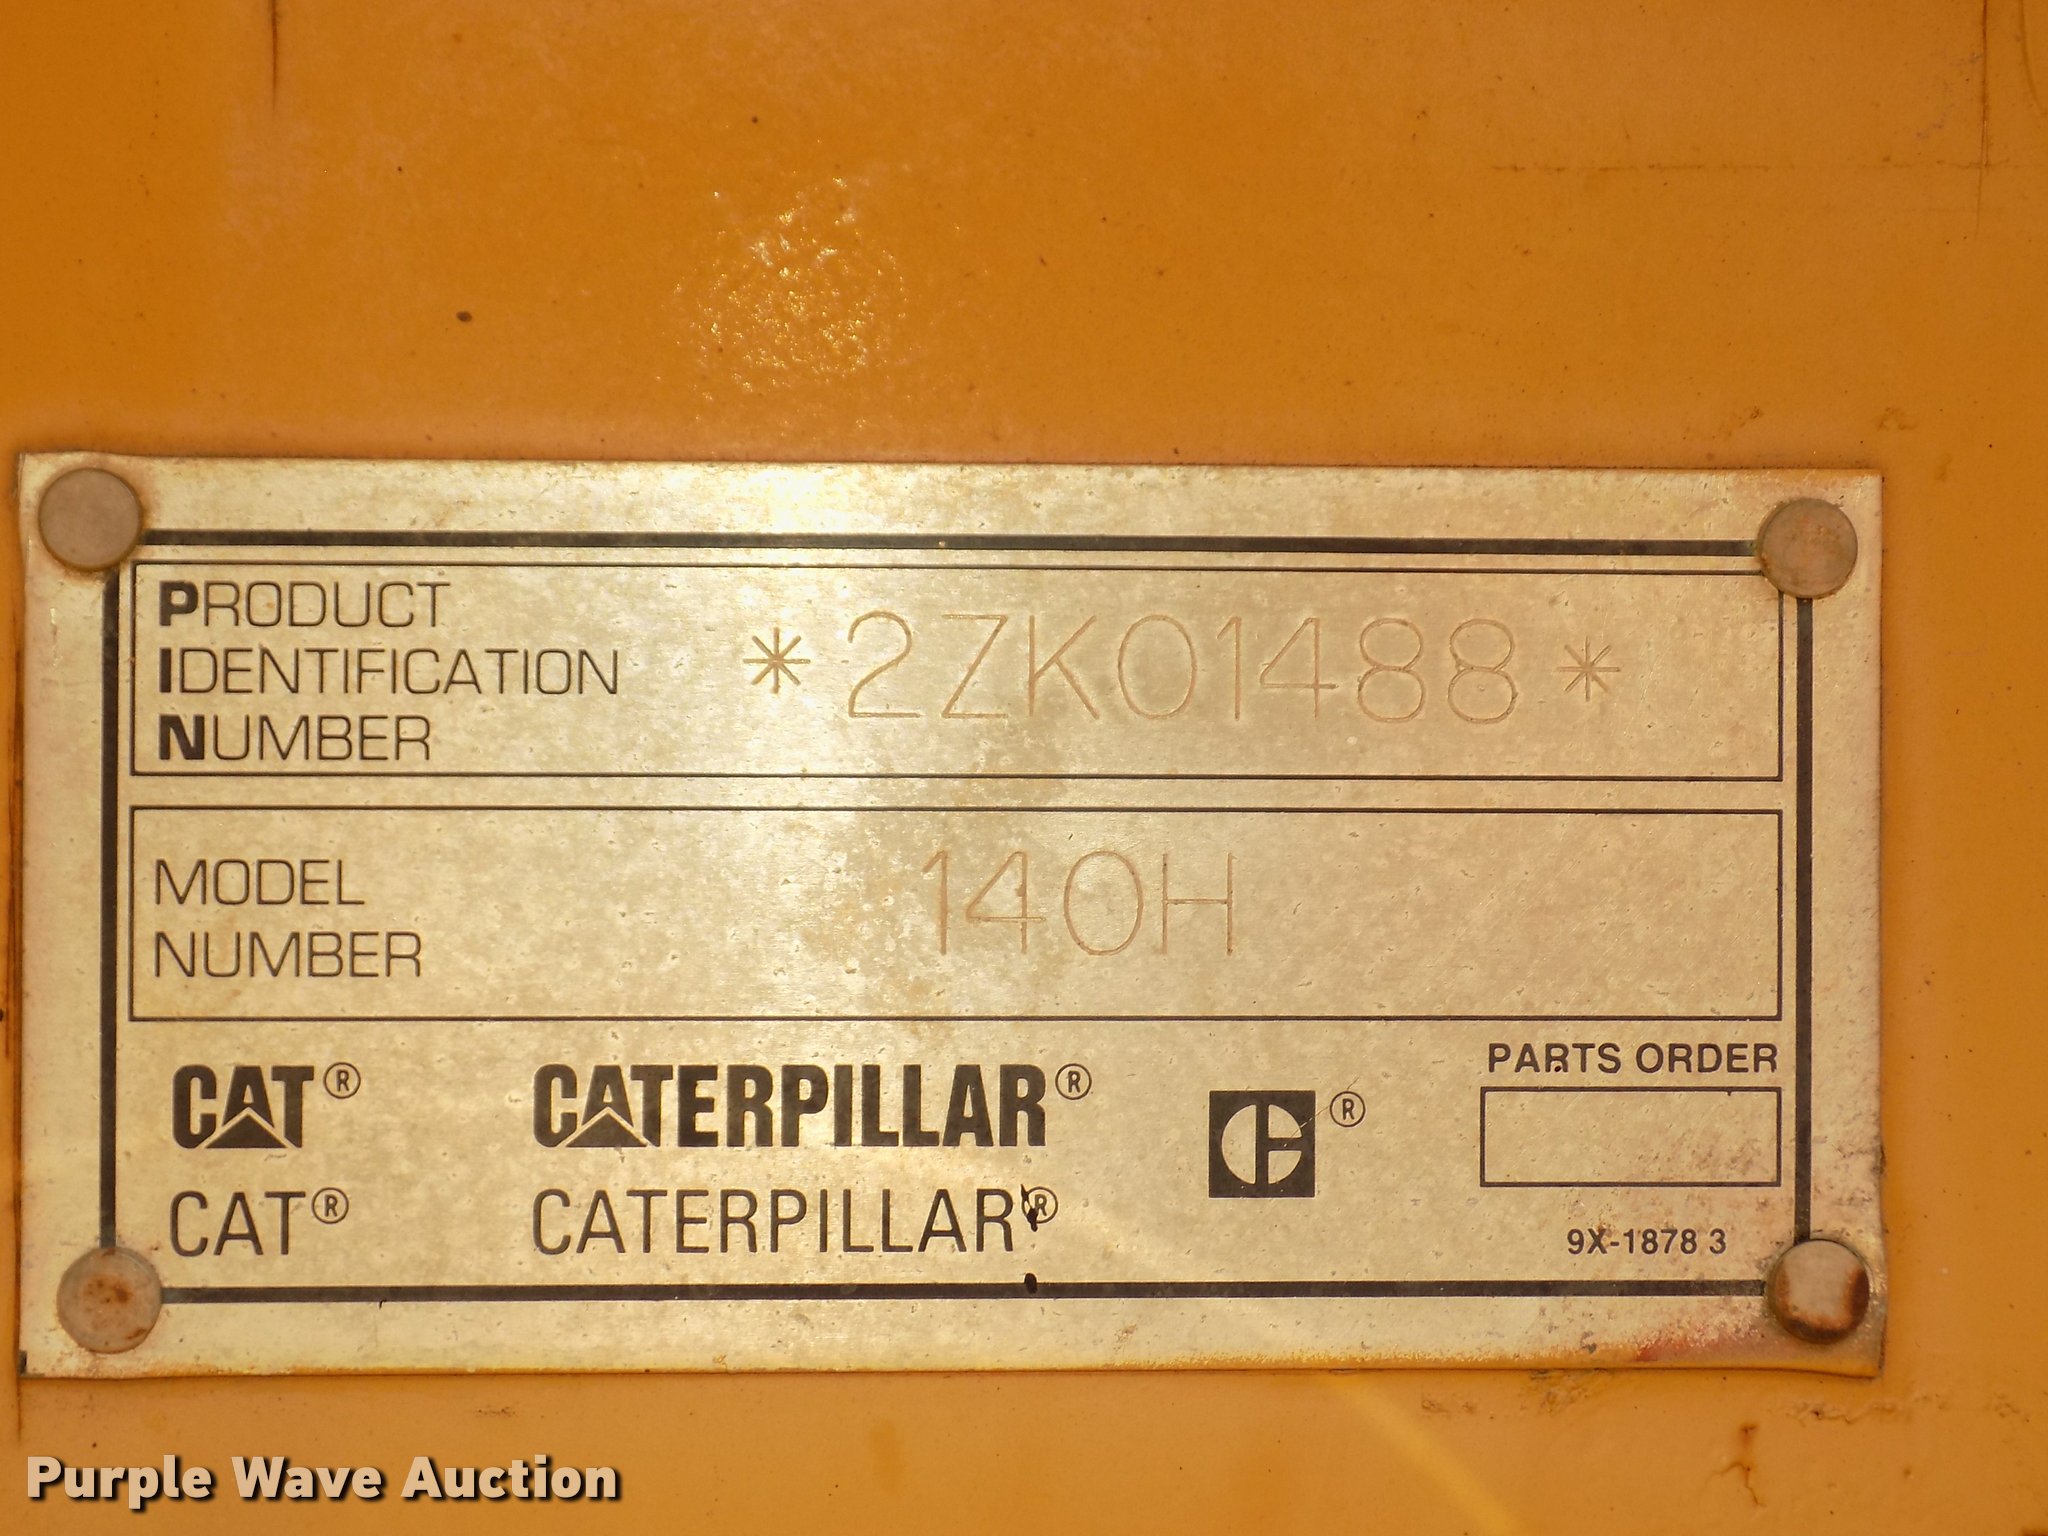 PRODUCT
IDENTIFICATION
NUMBER
*2ZK01488*
MODEL
NUMBER
140H
CAT® CATERPILLAR® ®
CAT® CATERPILLAR®
PARTS ORDER
9X-1878 3
Purple Wave Auction